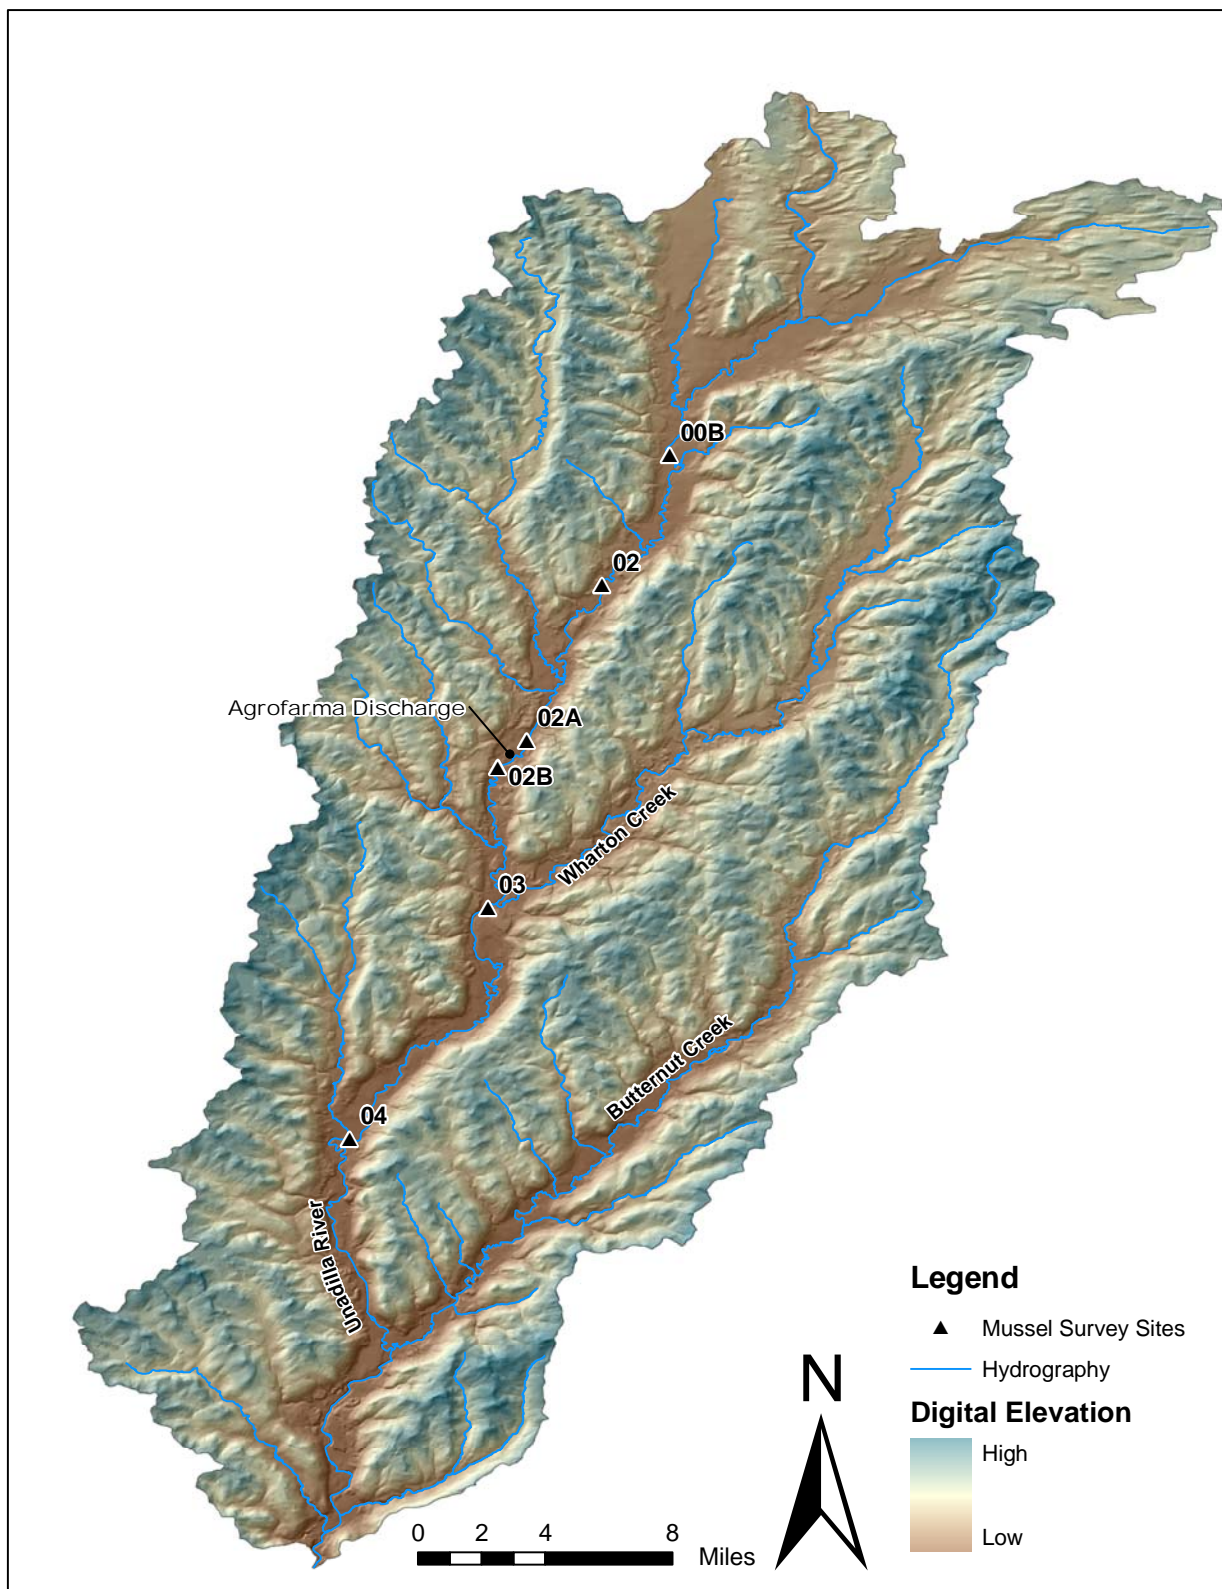 00B
02
Agrofarma Discharge
02A
02B
Wharton Creek
03
Butternut Creek
04
Unadilla River
Legend
Mussel Survey Sites
Hydrography
Digital Elevation
High
Low
N
0 2 4 8
Miles